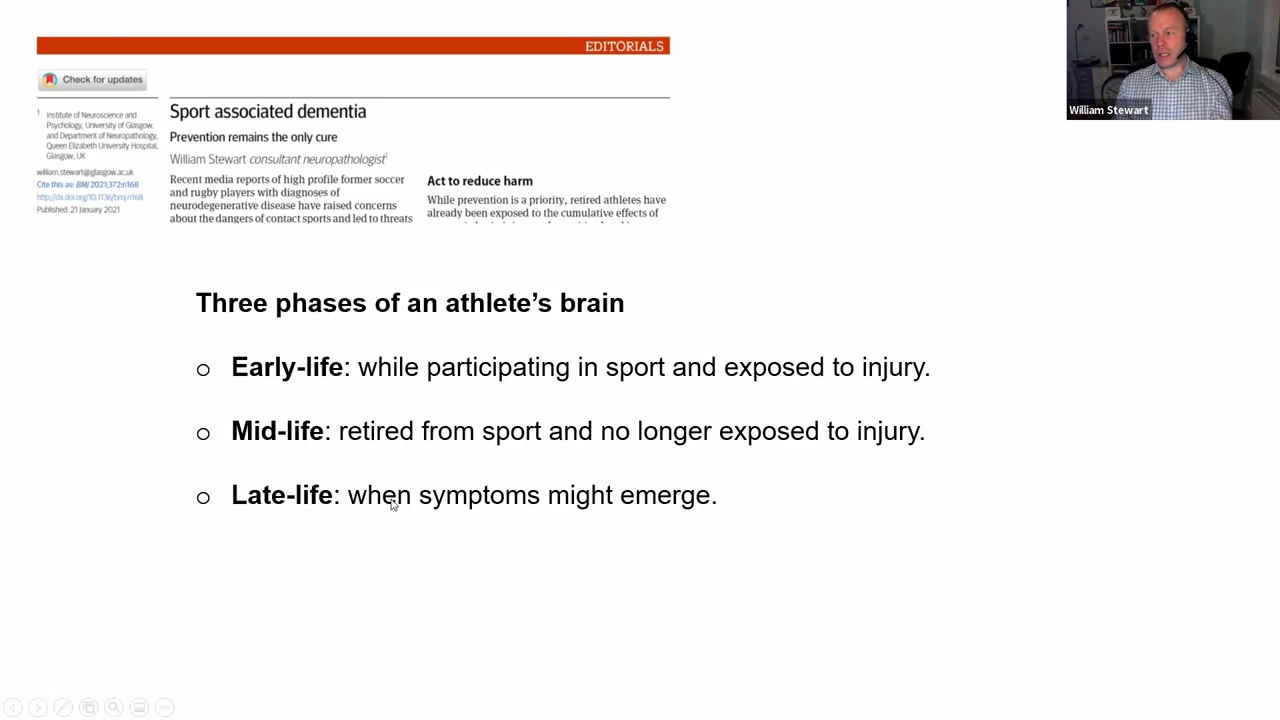 EDITORIALS
Check for updates
1 Institute of Neuroscience and
Psychology, University of Glasgow,
and Department of Neuropathology,
Queen Elizabeth University Hospital,
Glasgow, UK
william.stewart@glasgow.ac.uk
Cite this as: BMJ 2021;372:n168
http://dx.doi.org/10.1136/bmj.n168
Published: 21 January 2021
Sport associated dementia
Prevention remains the only cure
William Stewart consultant neuropathologist1
Recent media reports of high profile former soccer
and rugby players with diagnoses of
neurodegenerative disease have raised concerns
about the dangers of contact sports and led to threats
Act to reduce harm
While prevention is a priority, retired athletes have
already been exposed to the cumulative effects of
William Stewart
Three phases of an athlete’s brain
o Early-life: while participating in sport and exposed to injury.
o Mid-life: retired from sport and no longer exposed to injury.
o Late-life: when symptoms might emerge.